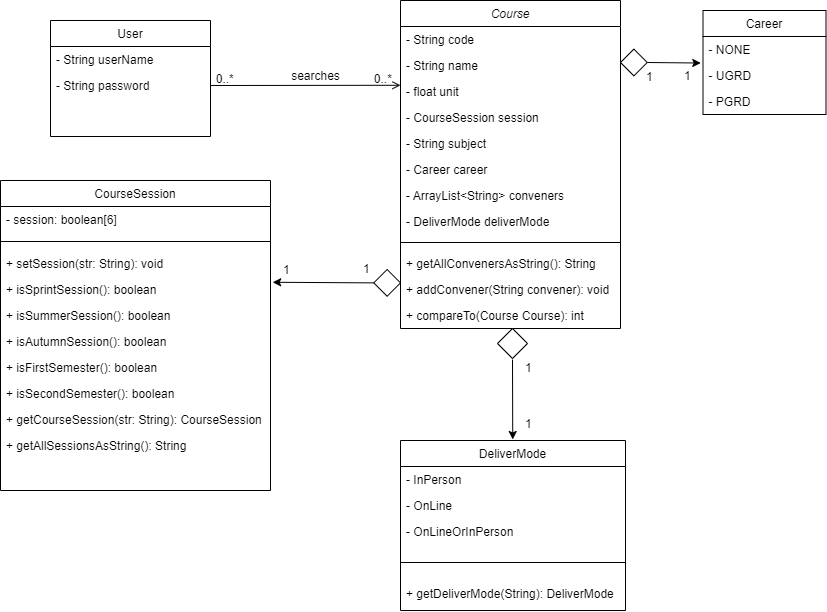 User
- String userName
- String password
0..*
searches
0..*
Course
- String code
- String name
- float unit
- CourseSession session
- String subject
- Career career
- ArrayList<String> conveners
- DeliverMode deliverMode
+ getAllConvenersAsString(): String
+ addConvener(String convener): void
+ compareTo(Course Course): int
1
1
Career
- NONE
- UGRD
- PGRD
CourseSession
- session: boolean[6]
+ setSession(str: String): void
+ isSprintSession(): boolean
+ isSummerSession(): boolean
+ isAutumnSession(): boolean
+ isFirstSemester(): boolean
+ isSecondSemester(): boolean
+ getCourseSession(str: String): CourseSession
+ getAllSessionsAsString(): String
1
1
1
1
DeliverMode
- InPerson
- OnLine
- OnLineOrInPerson
+ getDeliverMode(String): DeliverMode